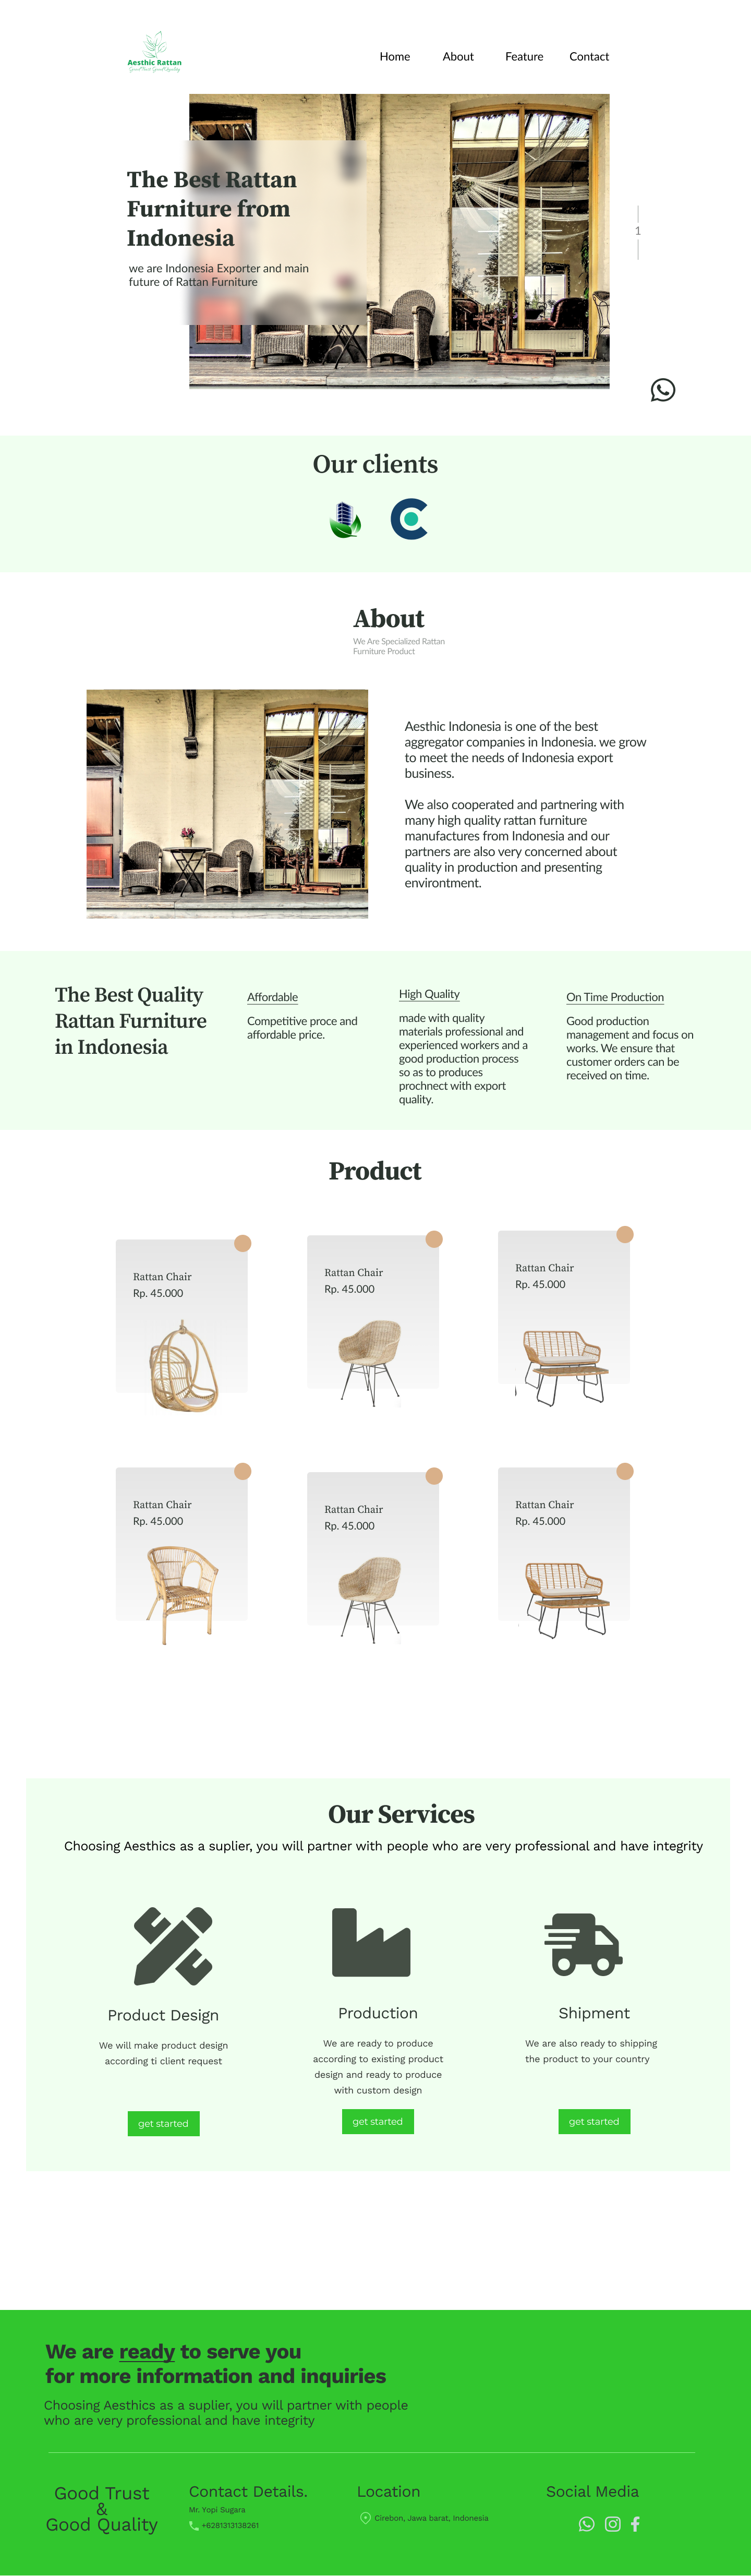 Aesthic Rattan
Home
About
Feature
Contact
The Best Rattan
Furniture from
Indonesia
we are Indonesia Exporter and main
future of Rattan Furniture
1
Our clients
About
We Are Specialized Rattan
Furniture Product
Aesthic Indonesia is one of the best
aggregator companies in Indonesia. we grow
to meet the needs of Indonesia export
business.
We also cooperated and partnering with
many high quality rattan furniture
manufactures from Indonesia and our
partners are also very concerned about
quality in production and presenting
environtment.
The Best Quality
Rattan Furniture
in Indonesia
Affordable
Competitive proce and
affordable price.
High Quality
made with quality
materials professional and
experienced workers and a
good production process
so as to produces
prochnect with export
quality.
On Time Production
Good production
management and focus on
works. We ensure that
customer orders can be
received on time.
Product
Rattan Chair
Rp. 45.000
Rattan Chair
Rp. 45.000
Rattan Chair
Rp. 45.000
Rattan Chair
Rp. 45.000
Rattan Chair
Rp. 45.000
Rattan Chair
Rp. 45.000
Our Services
Choosing Aesthics as a suplier, you will partner with people who are very professional and have integrity
Product Design
We will make product design
according ti client request
get started
Production
We are ready to produce
according to existing product
design and ready to produce
with custom design
get started
Shipment
We are also ready to shipping
the product to your country
get started
We are ready to serve you
for more information and inquiries
Choosing Aesthics as a suplier, you will partner with people
who are very professional and have integrity
Good Trust
&
Good Quality
Contact Details.
Mr. Yopi Sugara
+6281313138261
Location
Cirebon, Jawa barat, Indonesia
Social Media